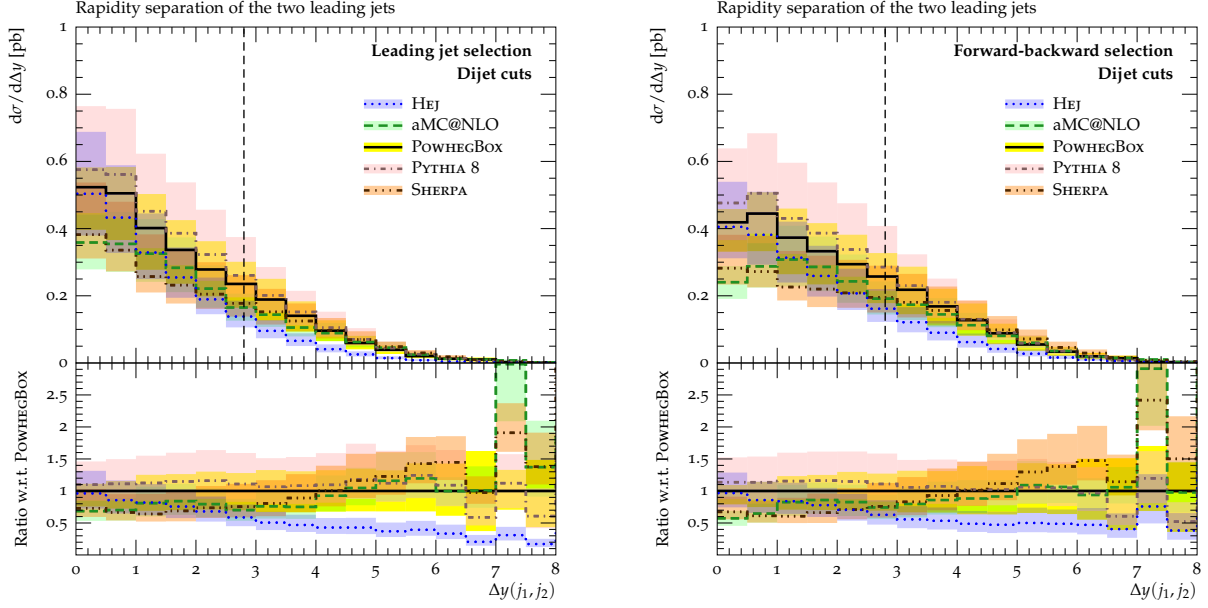 Rapidity separation of the two leading jets
dσ/dΔy [pb]
1
0.8
0.6
0.4
0.2
0
Leading jet selection
Dijet cuts
HEJ
aMC@NLO
POWHEGBOX
PYTHIA 8
SHERPA
Ratio w.r.t. POWHEGBOX
2.5
2
1.5
1
0.5
0 1 2 3 4 5 6 7 8
Δy(j₁, j₂)
Rapidity separation of the two leading jets
dσ/dΔy [pb]
1
0.8
0.6
0.4
0.2
0
Forward-backward selection
Dijet cuts
HEJ
aMC@NLO
POWHEGBOX
PYTHIA 8
SHERPA
Ratio w.r.t. POWHEGBOX
2.5
2
1.5
1
0.5
0 1 2 3 4 5 6 7 8
Δy(j₁, j₂)